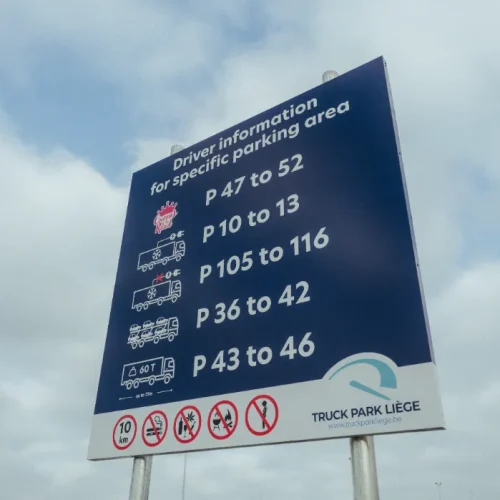 Driver information
for specific parking area
P 47 to 52
P 10 to 13
P 105 to 116
P 36 to 42
60 T
P 43 to 46
10
km
TRUCK PARK LIÈGE
www.truckparkliege.be